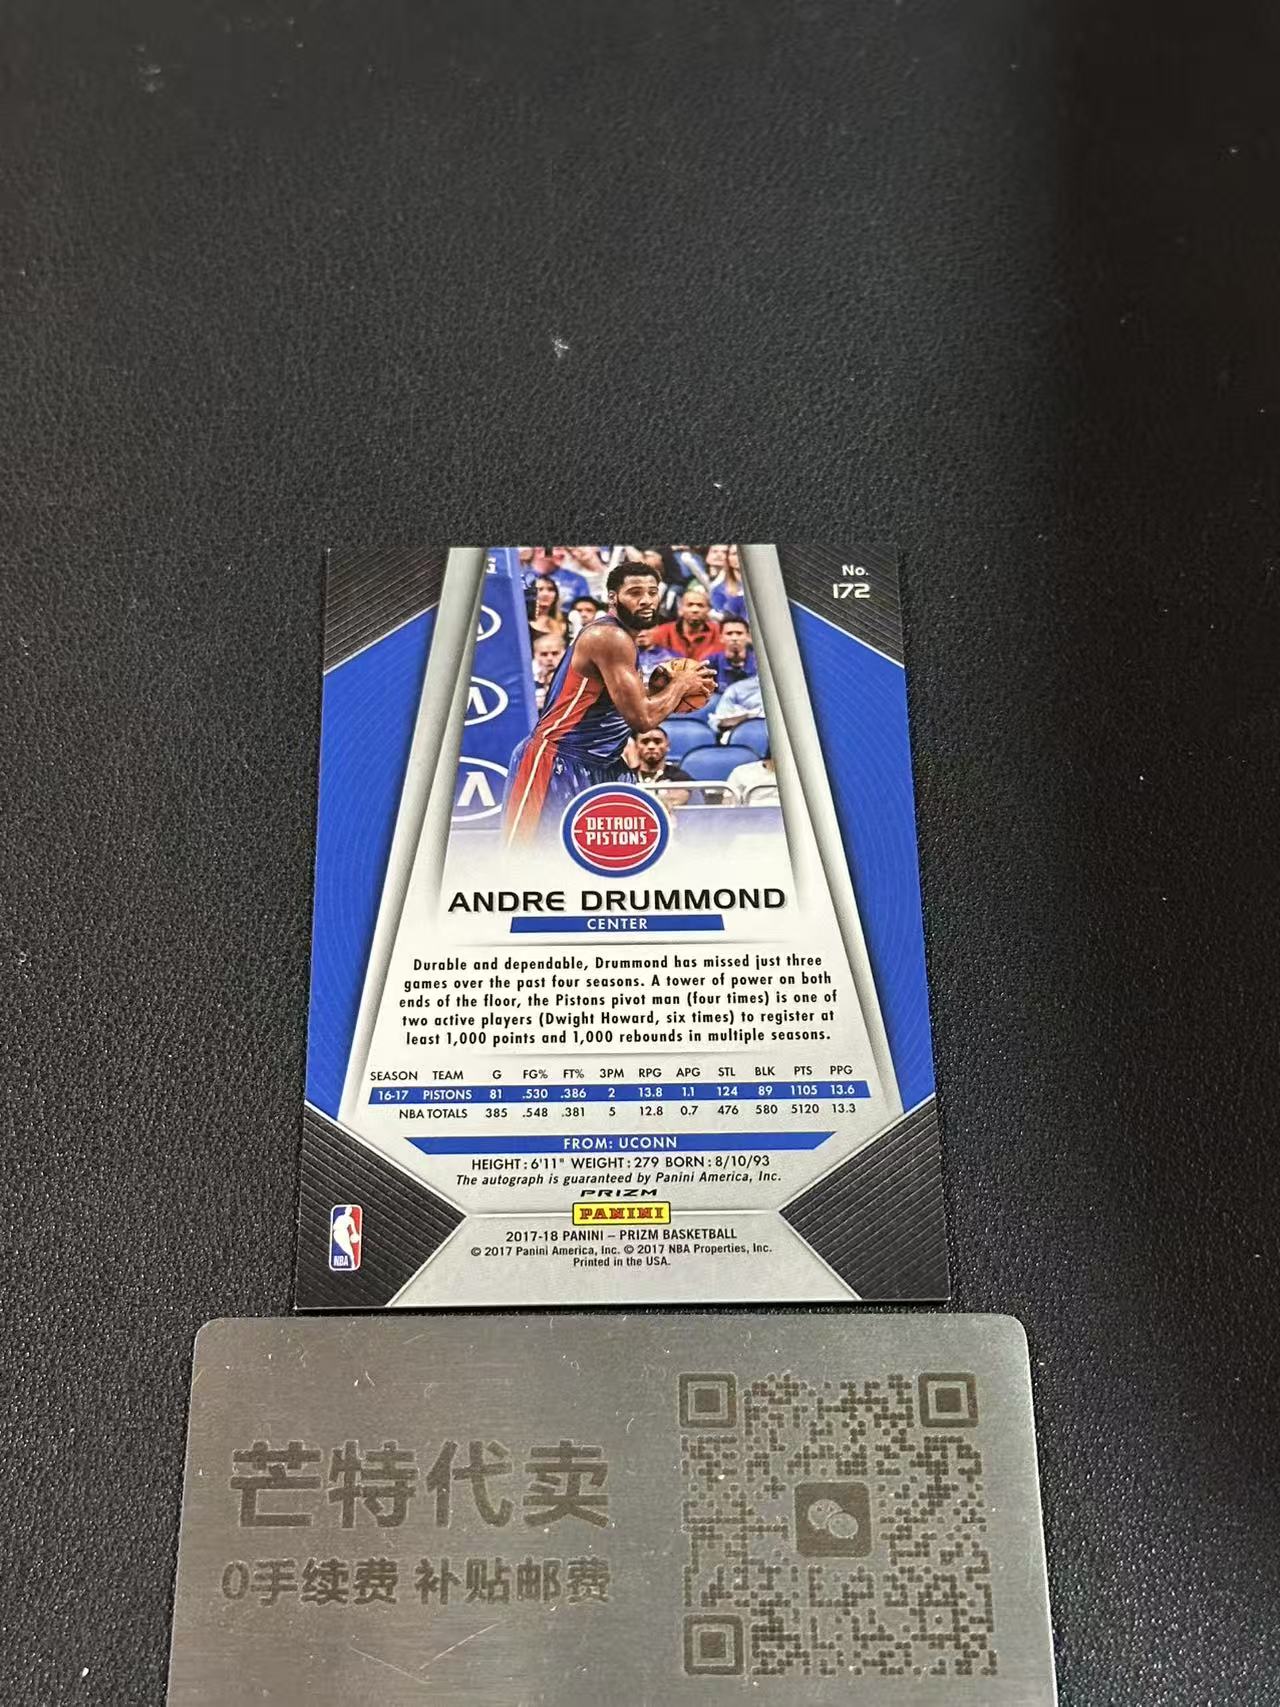 No.
172
DETROIT
PISTONS
ANDRE DRUMMOND
CENTER
Durable and dependable, Drummond has missed just three
games over the past four seasons. A tower of power on both
ends of the floor, the Pistons pivot man (four times) is one of
two active players (Dwight Howard, six times) to register at
least 1,000 points and 1,000 rebounds in multiple seasons.
SEASON TEAM G FG% FT% 3PM RPG APG STL BLK PTS PPG
16-17 PISTONS 81 .530 .386 2 13.8 1.1 124 89 1105 13.6
NBA TOTALS 385 .548 .381 5 12.8 0.7 476 580 5120 13.3
FROM: UCONN
HEIGHT: 6'11" WEIGHT: 279 BORN: 8/10/93
The autograph is guaranteed by Panini America, Inc.
PRIZM
PANINI
NBA
2017-18 PANINI – PRIZM BASKETBALL
© 2017 Panini America, Inc. © 2017 NBA Properties, Inc.
Printed in the USA.
芒特代卖
0手续费 补贴邮费